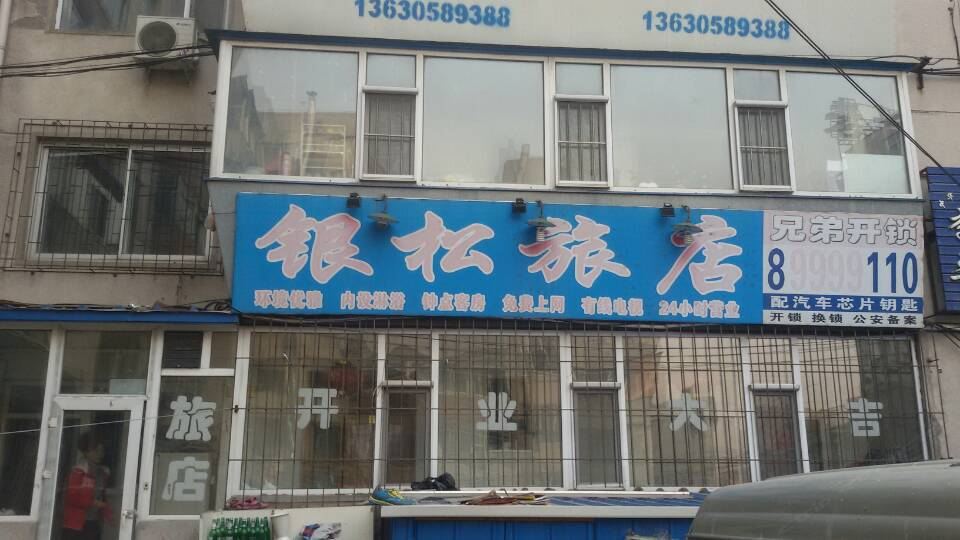 13630589388 13630589388
银松旅店
环境优雅 内设淋浴 钟点客房 免费上网 有线电视 24小时营业
兄弟开锁
89999110
配汽车芯片钥匙
开锁 换锁 公安备案
开业大吉
旅店